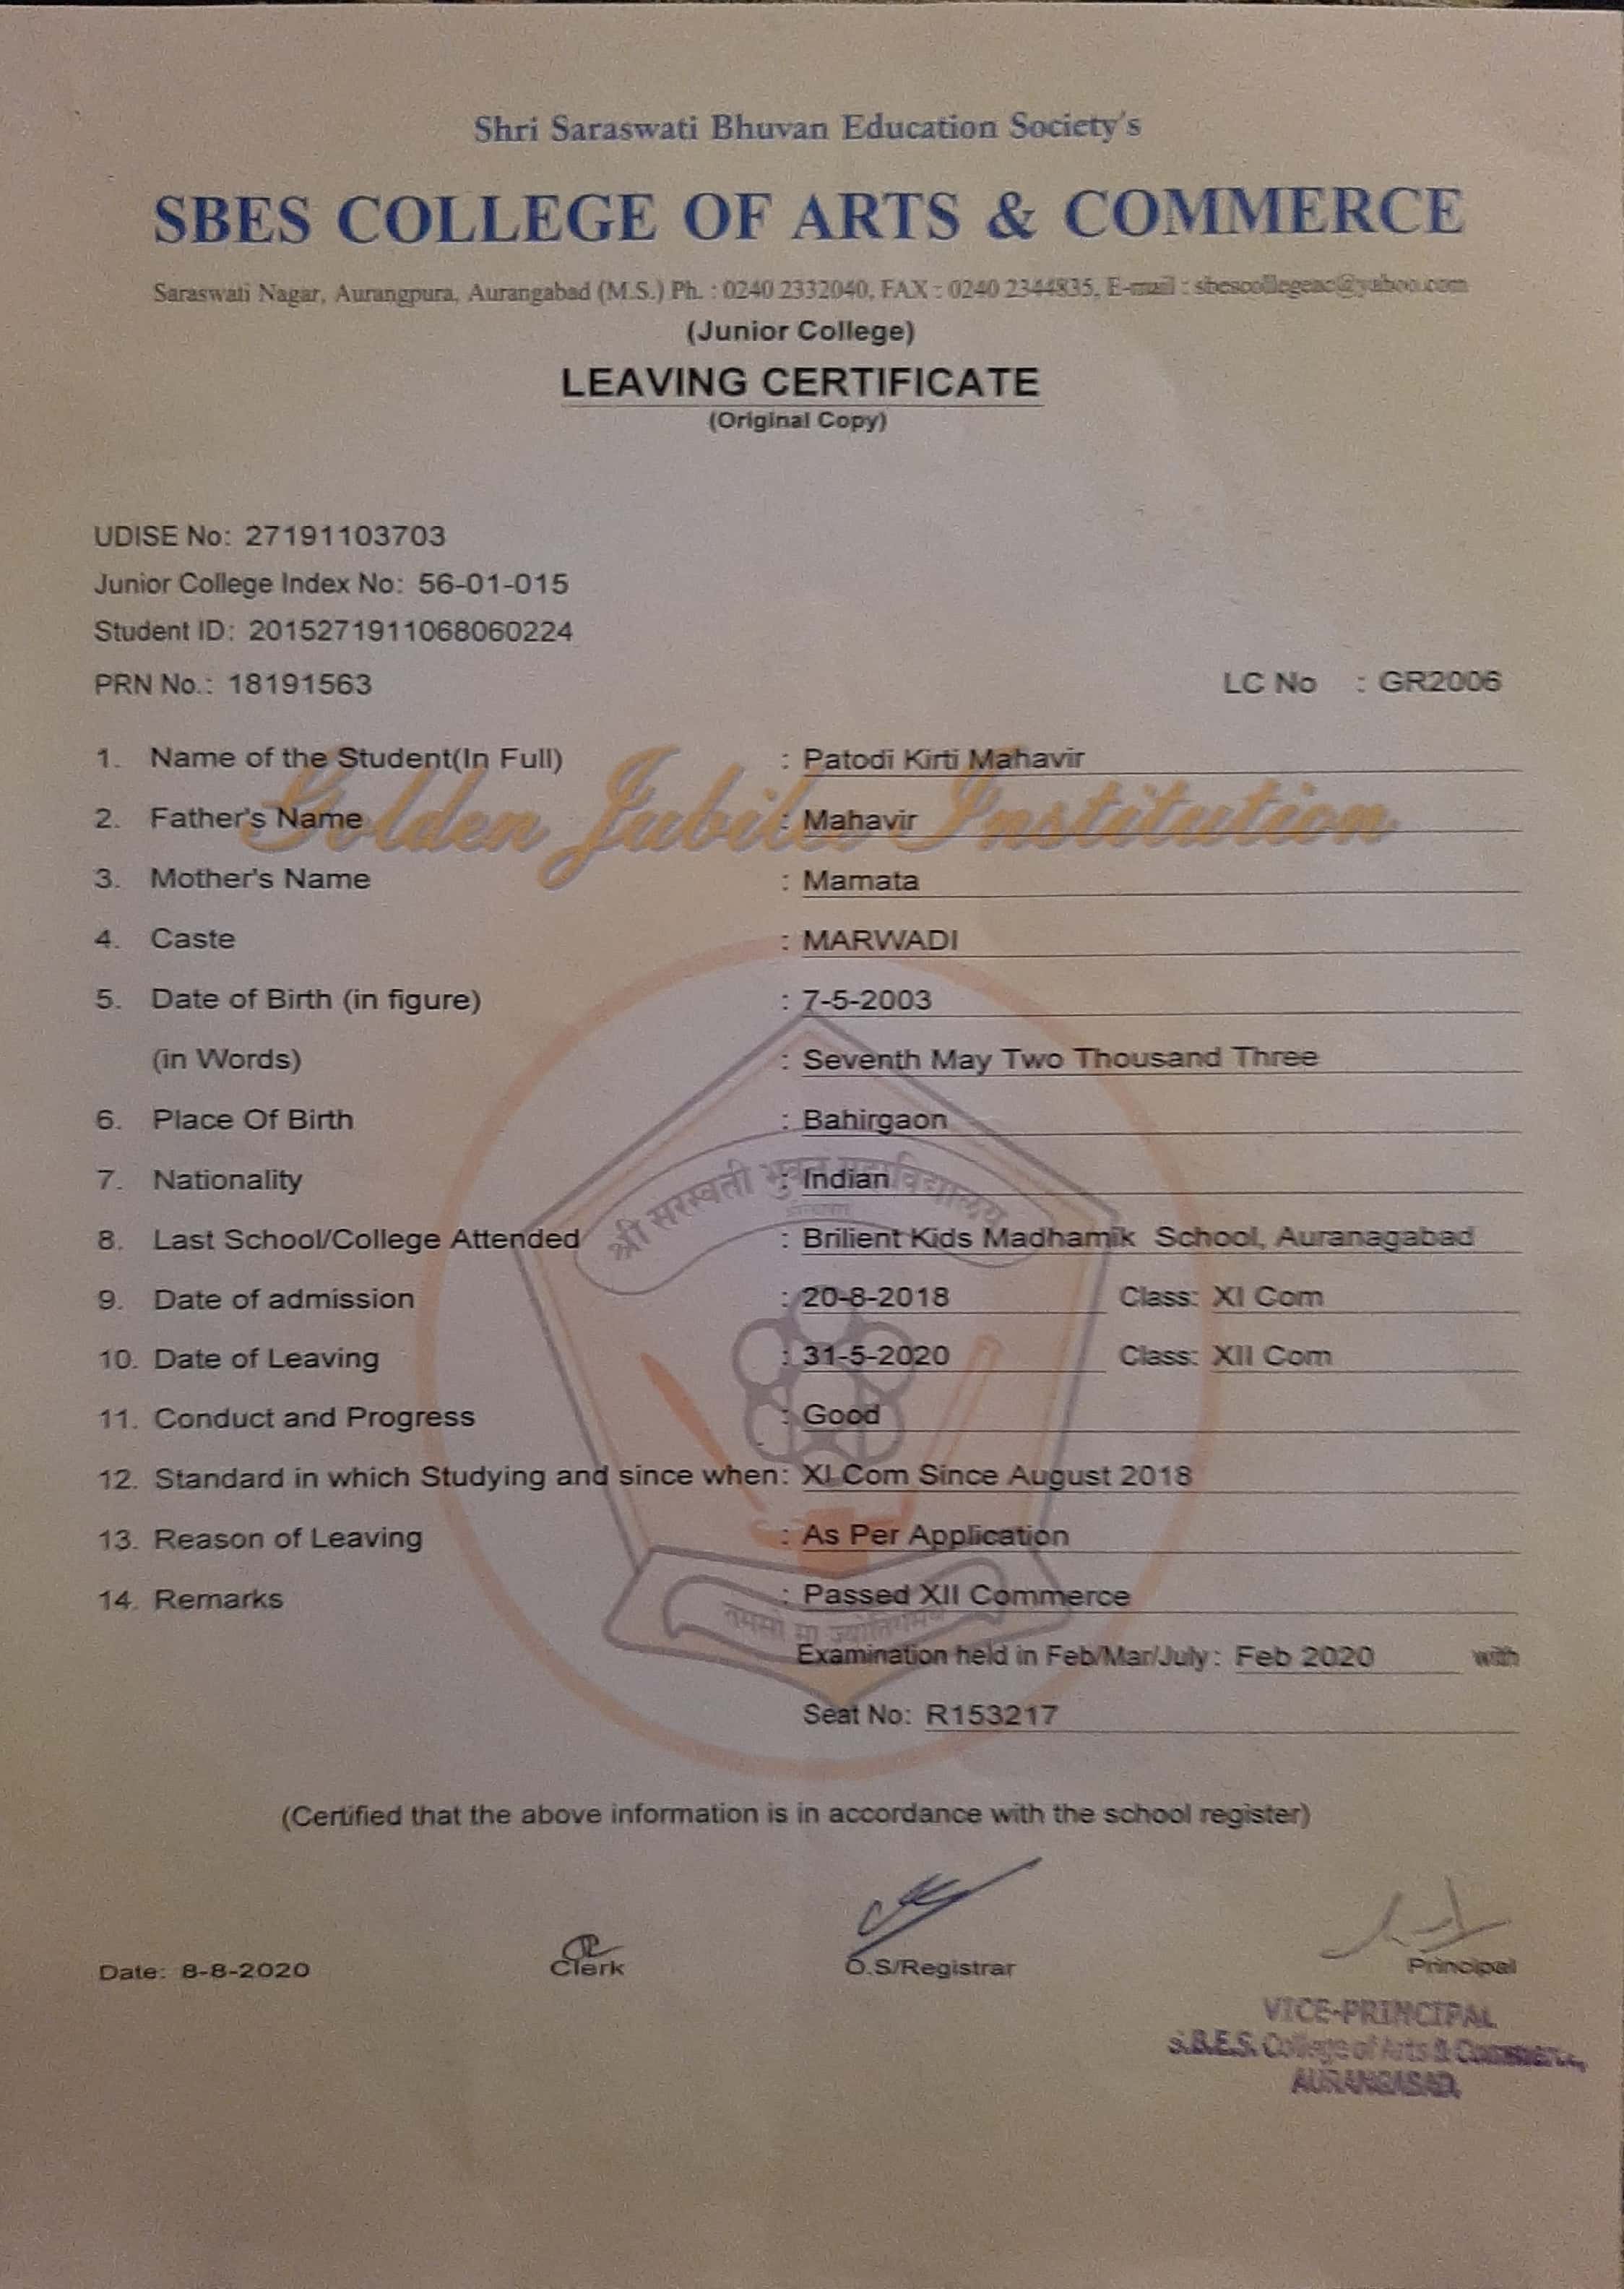 Shri Saraswati Bhuvan Education Society's
SBES COLLEGE OF ARTS & COMMERCE
Saraswati Nagar, Aurangpura, Aurangabad (M.S.) Ph. : 0240 2332040, FAX : 0240 2344835, E-mail : sbescollegeac@yahoo.com
(Junior College)
LEAVING CERTIFICATE
(Original Copy)
UDISE No: 27191103703
Junior College Index No: 56-01-015
Student ID: 2015271911068060224
PRN No.: 18191563 LC No : GR2006
Golden Jubilee Institution
1. Name of the Student(In Full) : Patodi Kirti Mahavir
2. Father's Name : Mahavir
3. Mother's Name : Mamata
4. Caste : MARWADI
5. Date of Birth (in figure) : 7-5-2003
(in Words) : Seventh May Two Thousand Three
6. Place Of Birth : Bahirgaon
श्री सरस्वती भुवन महाविद्यालय
7. Nationality : Indian
8. Last School/College Attended : Brilient Kids Madhamik School, Auranagabad
9. Date of admission : 20-8-2018 Class: XI Com
10. Date of Leaving : 31-5-2020 Class: XII Com
11. Conduct and Progress : Good
12. Standard in which Studying and since when: XI Com Since August 2018
13. Reason of Leaving : As Per Application
14. Remarks : Passed XII Commerce
तमसो मा ज्योतिर्गमय
Examination held in Feb/Mar/July: Feb 2020 with
Seat No: R153217
(Certified that the above information is in accordance with the school register)
Date: 8-8-2020 Clerk O.S/Registrar Principal
VICE-PRINCIPAL
S.B.E.S. College of Arts & Commerce,
AURANGABAD.